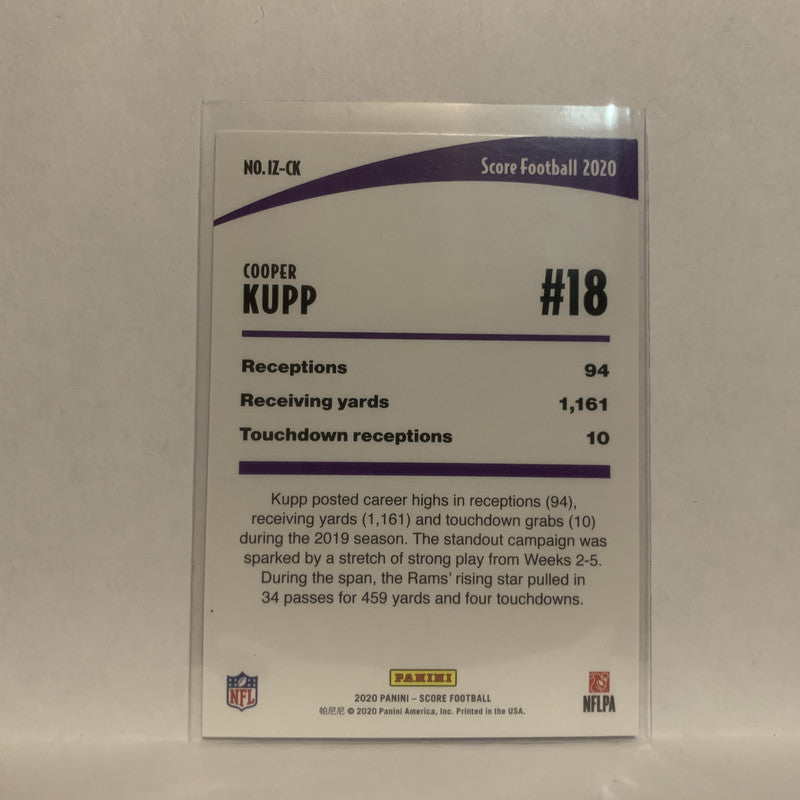 NO. IZ-CK
Score Football 2020
COOPER
KUPP
#18
Receptions 94
Receiving yards 1,161
Touchdown receptions 10
Kupp posted career highs in receptions (94),
receiving yards (1,161) and touchdown grabs (10)
during the 2019 season. The standout campaign was
sparked by a stretch of strong play from Weeks 2-5.
During the span, the Rams' rising star pulled in
34 passes for 459 yards and four touchdowns.
NFL
PANINI
2020 PANINI – SCORE FOOTBALL
帕尼尼 © 2020 Panini America, Inc. Printed in the USA.
NFLPA